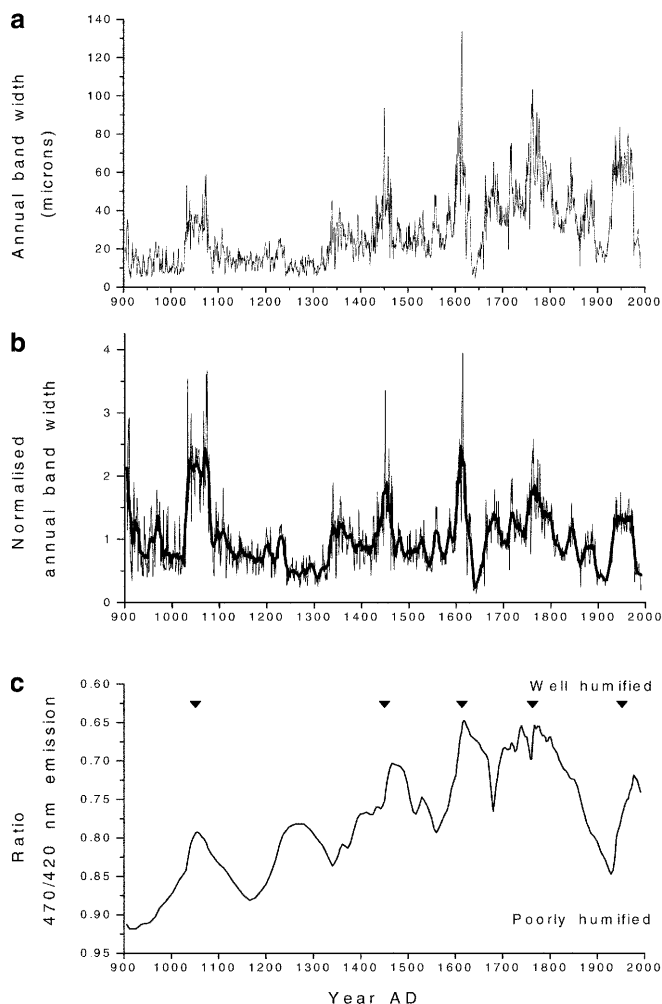 a
Annual band width
(microns)
140
120
100
80
60
40
20
0
900 1000 1100 1200 1300 1400 1500 1600 1700 1800 1900 2000
b
Normalised
annual band width
4
3
2
1
0
900 1000 1100 1200 1300 1400 1500 1600 1700 1800 1900 2000
c
Ratio
470/420 nm emission
0.60
0.65
0.70
0.75
0.80
0.85
0.90
0.95
Well humified
Poorly humified
900 1000 1100 1200 1300 1400 1500 1600 1700 1800 1900 2000
Year AD